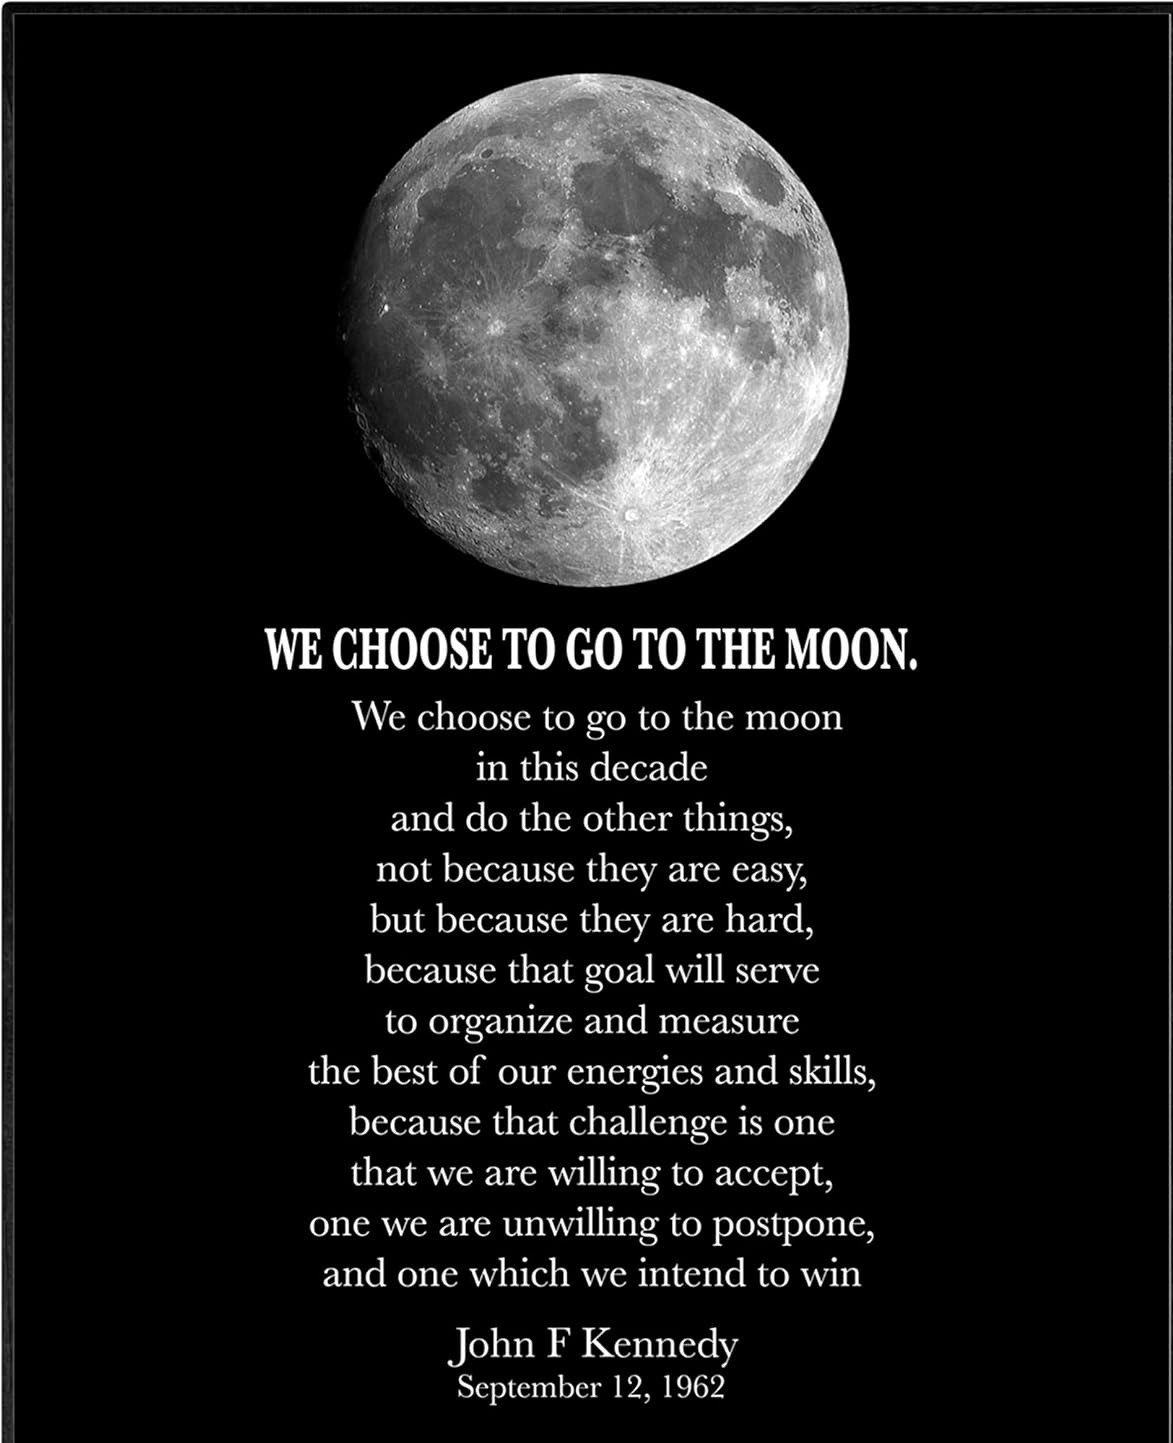 WE CHOOSE TO GO TO THE MOON.
We choose to go to the moon
in this decade
and do the other things,
not because they are easy,
but because they are hard,
because that goal will serve
to organize and measure
the best of our energies and skills,
because that challenge is one
that we are willing to accept,
one we are unwilling to postpone,
and one which we intend to win
John F Kennedy
September 12, 1962